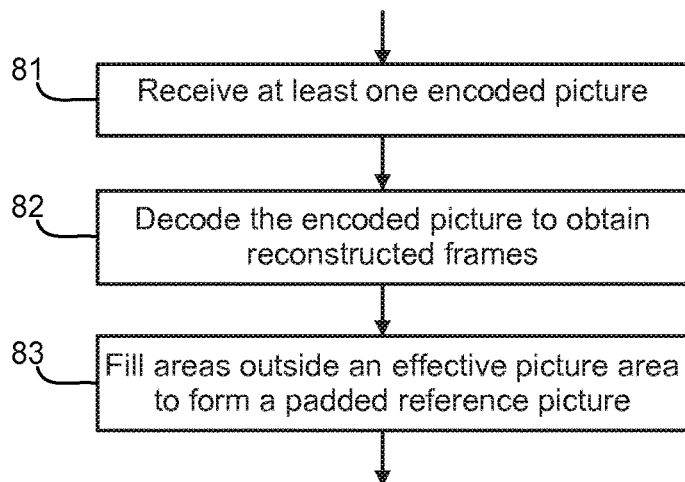 81
Receive at least one encoded picture
82
Decode the encoded picture to obtain
reconstructed frames
83
Fill areas outside an effective picture area
to form a padded reference picture